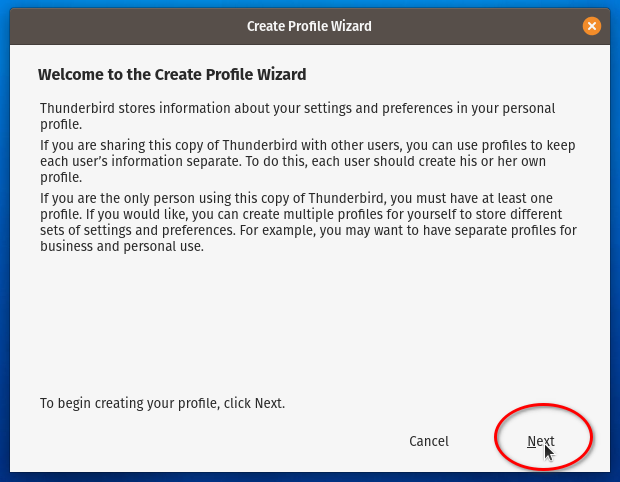 Create Profile Wizard
Welcome to the Create Profile Wizard
Thunderbird stores information about your settings and preferences in your personal
profile.
If you are sharing this copy of Thunderbird with other users, you can use profiles to keep
each user's information separate. To do this, each user should create his or her own
profile.
If you are the only person using this copy of Thunderbird, you must have at least one
profile. If you would like, you can create multiple profiles for yourself to store different
sets of settings and preferences. For example, you may want to have separate profiles for
business and personal use.
To begin creating your profile, click Next.
Cancel Next